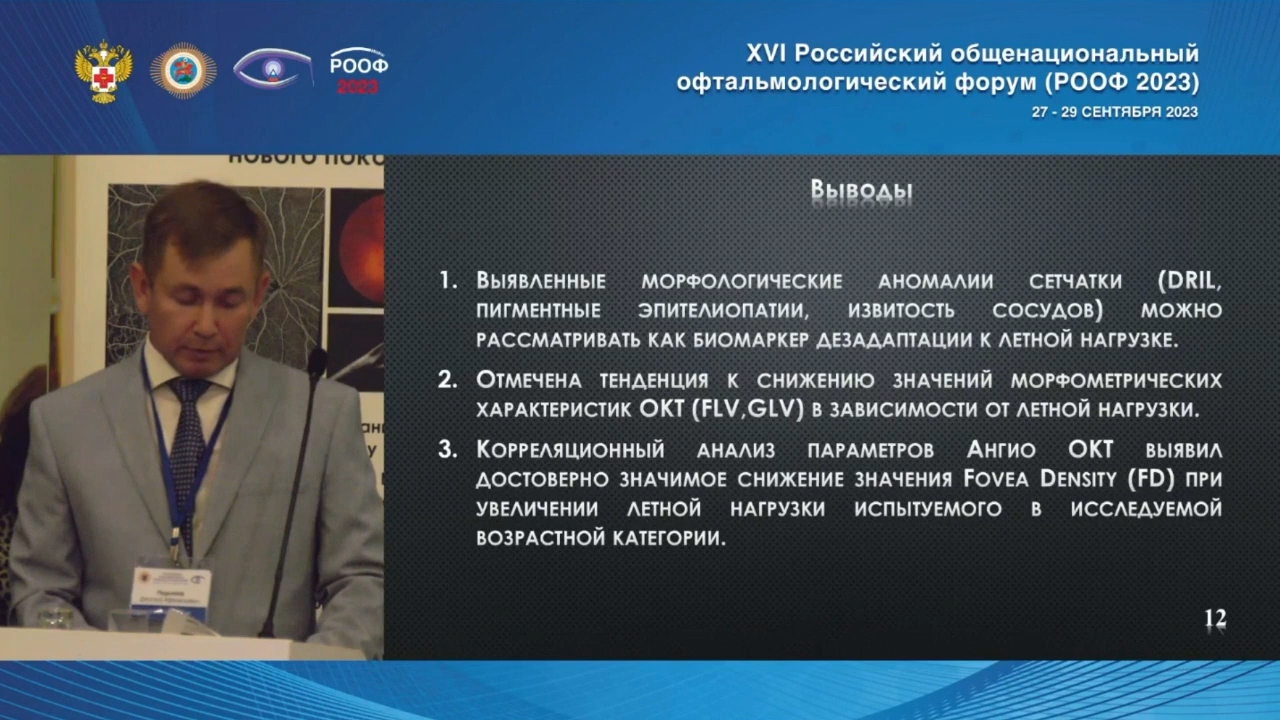 РООФ
2023
XVI Российский общенациональный
офтальмологический форум (РООФ 2023)
27 - 29 СЕНТЯБРЯ 2023
НОВОГО ПОКО
Выводы
1. Выявленные морфологические аномалии сетчатки (DRIL,
пигментные эпителиопатии, извитость сосудов) можно
рассматривать как биомаркер дезадаптации к летной нагрузке.
2. Отмечена тенденция к снижению значений морфометрических
характеристик ОКТ (FLV,GLV) в зависимости от летной нагрузки.
3. Корреляционный анализ параметров Ангио ОКТ выявил
достоверно значимое снижение значения Fovea Density (FD) при
увеличении летной нагрузки испытуемого в исследуемой
возрастной категории.
12